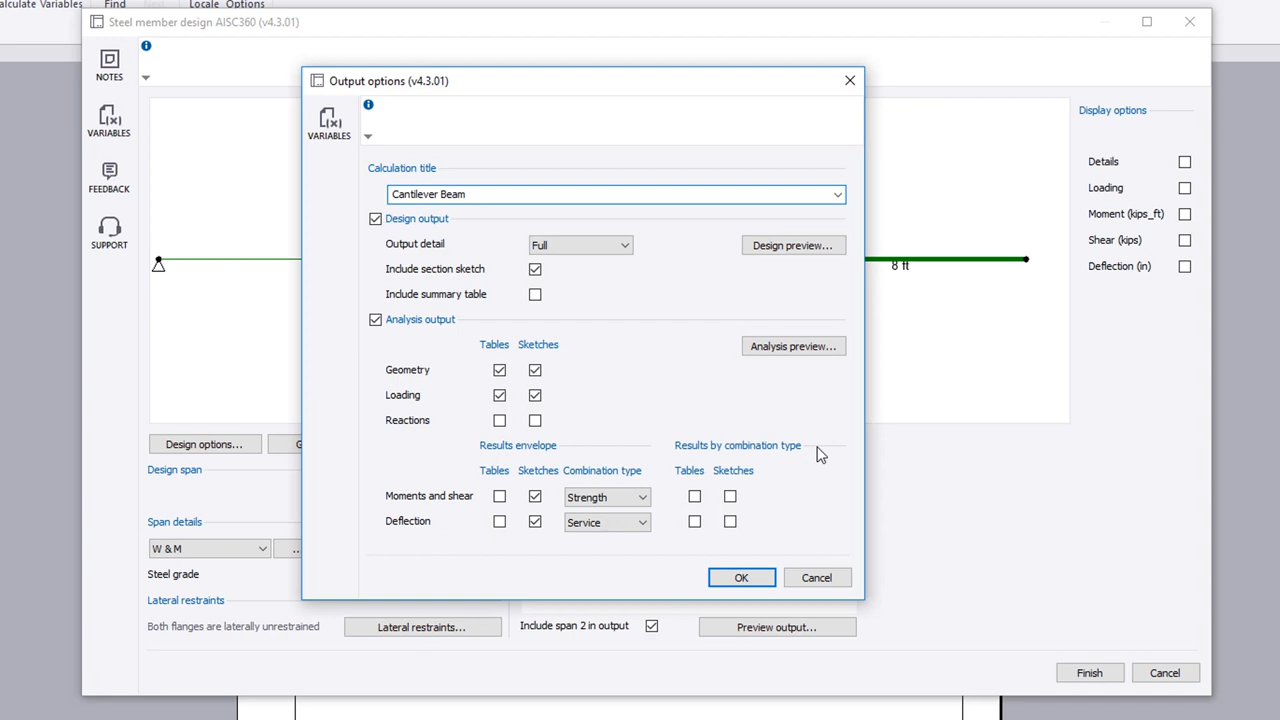 alculate Variables Find Next Locale Options
Steel member design AISC360 (v4.3.01)
NOTES
VARIABLES
FEEDBACK
SUPPORT
Output options (v4.3.01)
VARIABLES
Calculation title
Cantilever Beam
Design output
Output detail Full Design preview...
Include section sketch
Include summary table
Analysis output
Tables Sketches Analysis preview...
Geometry
Loading
Reactions
Results envelope Results by combination type
Tables Sketches Combination type Tables Sketches
Moments and shear Strength
Deflection Service
OK Cancel
8 ft
Display options
Details
Loading
Moment (kips_ft)
Shear (kips)
Deflection (in)
Design options... G
Design span
Span details
W & M ..
Steel grade
Lateral restraints
Both flanges are laterally unrestrained Lateral restraints... Include span 2 in output Preview output...
Finish Cancel